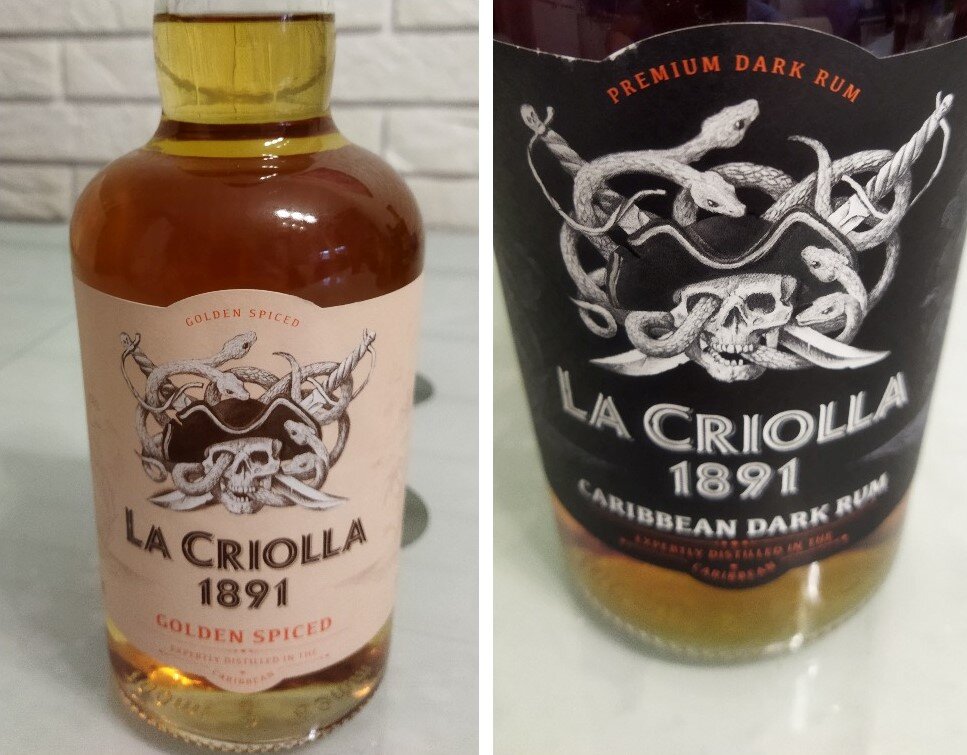 GOLDEN SPICED
LA CRIOLLA
1891
GOLDEN SPICED
EXPERTLY DISTILLED IN THE
CARIBBEAN
PREMIUM DARK RUM
LA CRIOLLA
1891
CARIBBEAN DARK RUM
EXPERTLY DISTILLED IN THE
CARIBBEAN